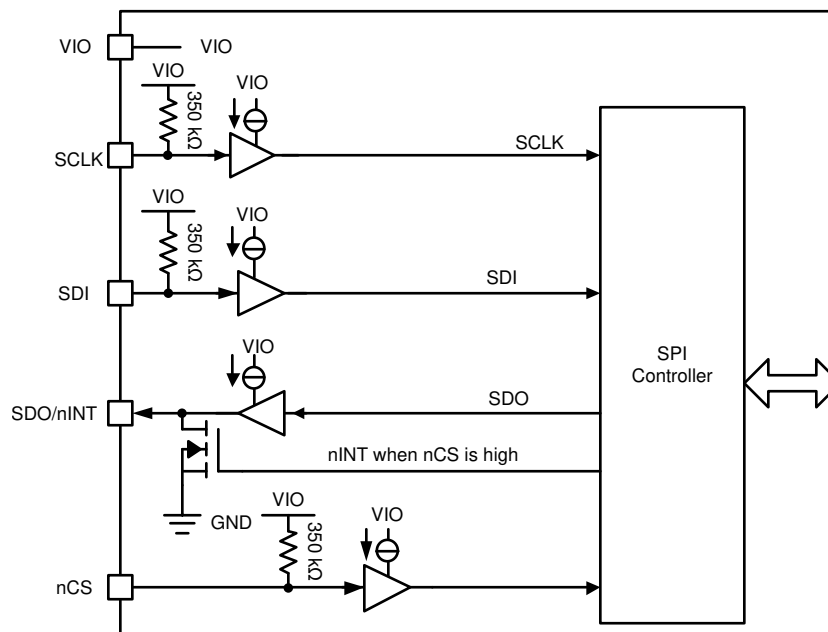 VIO
VIO
VIO
350 kΩ
VIO
SCLK
SCLK
VIO
350 kΩ
VIO
SDI
SDI
VIO
SPI
Controller
SDO/nINT
SDO
nINT when nCS is high
GND
VIO
350 kΩ
VIO
nCS